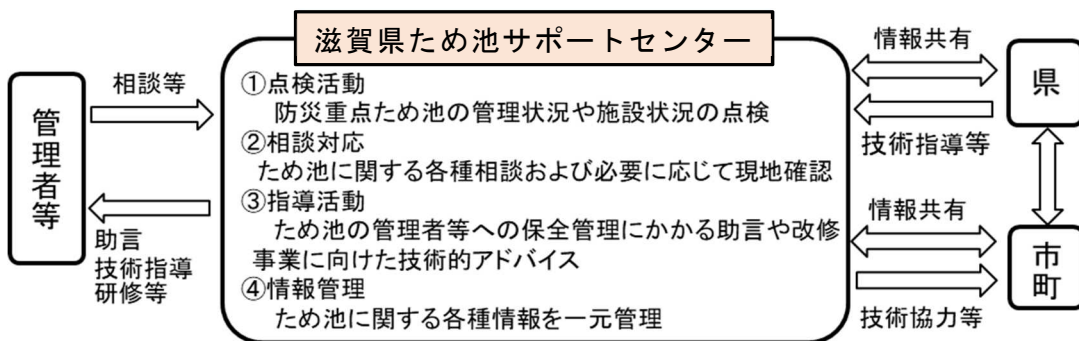 滋賀県ため池サポートセンター
管理者等
相談等
助言
技術指導
研修等
①点検活動
防災重点ため池の管理状況や施設状況の点検
②相談対応
ため池に関する各種相談および必要に応じて現地確認
③指導活動
ため池の管理者等への保全管理にかかる助言や改修
事業に向けた技術的アドバイス
④情報管理
ため池に関する各種情報を一元管理
情報共有
技術指導等
県
情報共有
技術協力等
市町